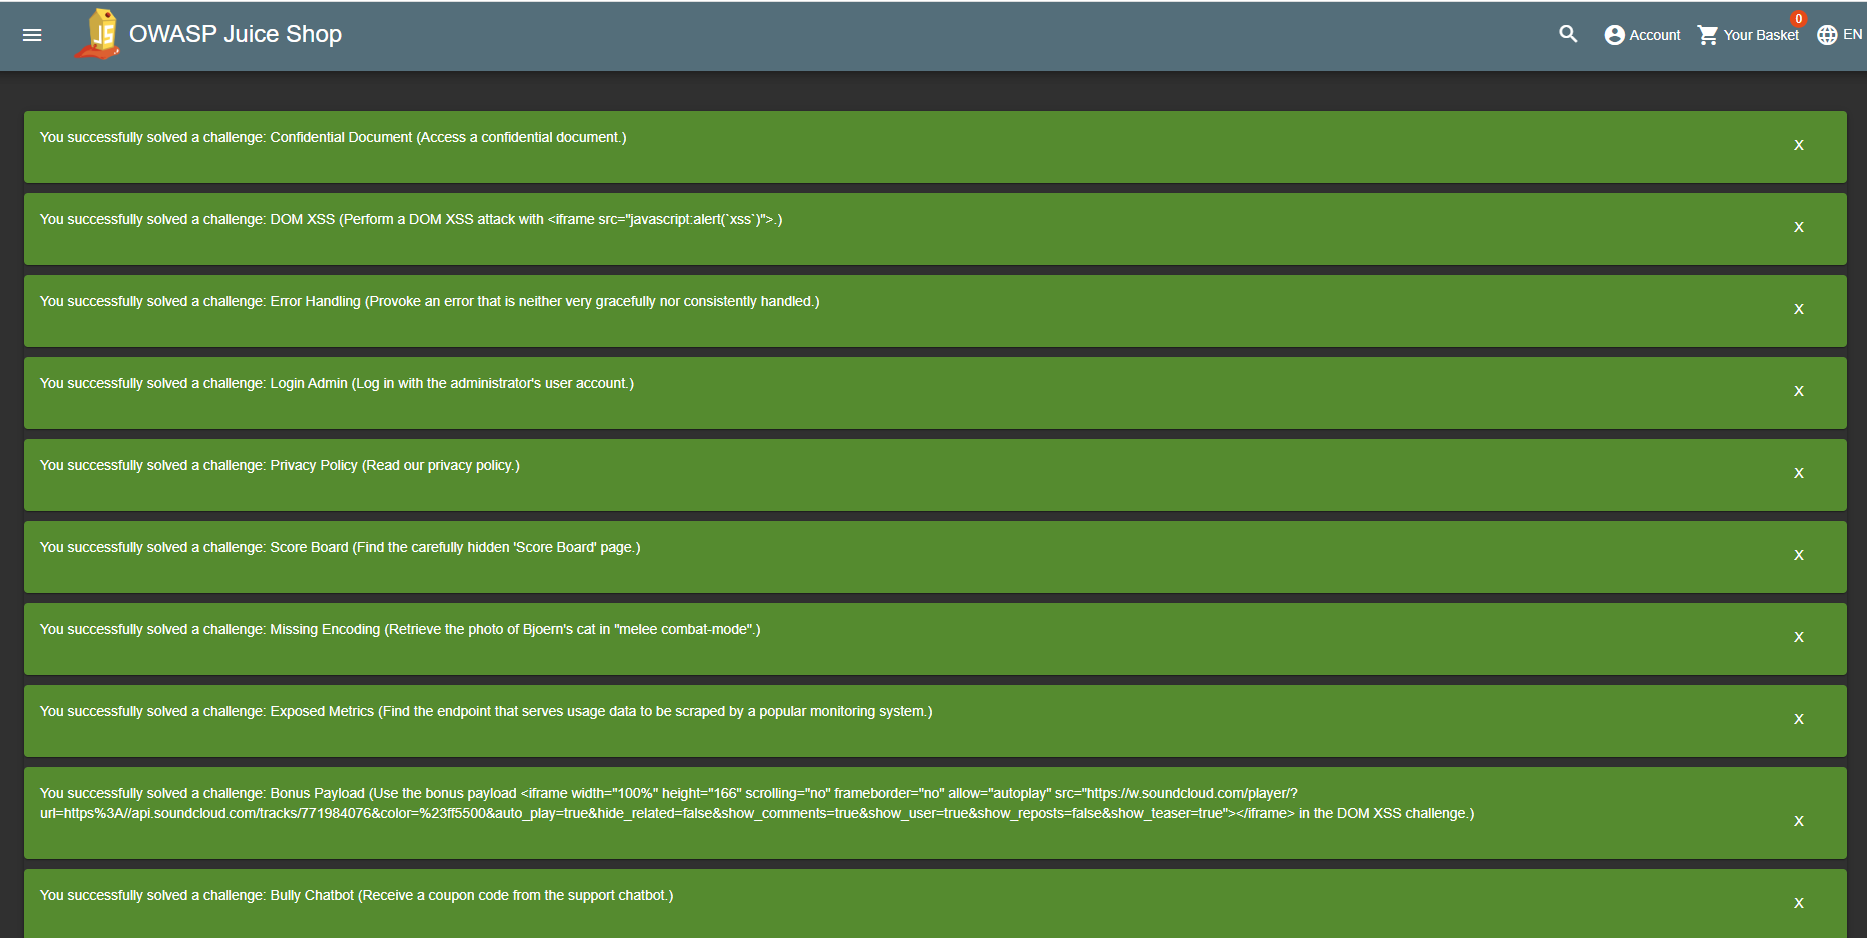 OWASP Juice Shop
Account
0
Your Basket
EN
You successfully solved a challenge: Confidential Document (Access a confidential document.)
X
You successfully solved a challenge: DOM XSS (Perform a DOM XSS attack with <iframe src="javascript:alert(`xss`)">.)
X
You successfully solved a challenge: Error Handling (Provoke an error that is neither very gracefully nor consistently handled.)
X
You successfully solved a challenge: Login Admin (Log in with the administrator's user account.)
X
You successfully solved a challenge: Privacy Policy (Read our privacy policy.)
X
You successfully solved a challenge: Score Board (Find the carefully hidden 'Score Board' page.)
X
You successfully solved a challenge: Missing Encoding (Retrieve the photo of Bjoern's cat in "melee combat-mode".)
X
You successfully solved a challenge: Exposed Metrics (Find the endpoint that serves usage data to be scraped by a popular monitoring system.)
X
You successfully solved a challenge: Bonus Payload (Use the bonus payload <iframe width="100%" height="166" scrolling="no" frameborder="no" allow="autoplay" src="https://w.soundcloud.com/player/?
url=https%3A//api.soundcloud.com/tracks/771984076&color=%23ff5500&auto_play=true&hide_related=false&show_comments=true&show_user=true&show_reposts=false&show_teaser=true"></iframe> in the DOM XSS challenge.)
X
You successfully solved a challenge: Bully Chatbot (Receive a coupon code from the support chatbot.)
X